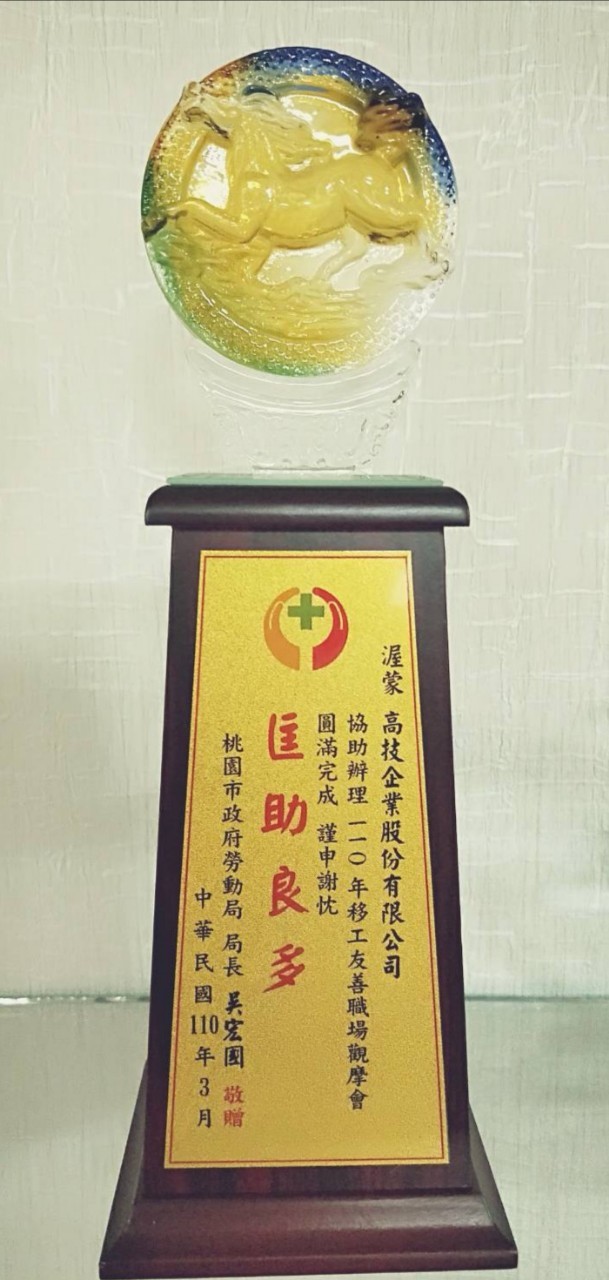 渥蒙 高技企業股份有限公司
協助辦理 一一○年移工友善職場觀摩會
圓滿完成 謹申謝忱
匡助良多
桃園市政府勞動局 局長 吳宏國 敬贈
中華民國110年3月